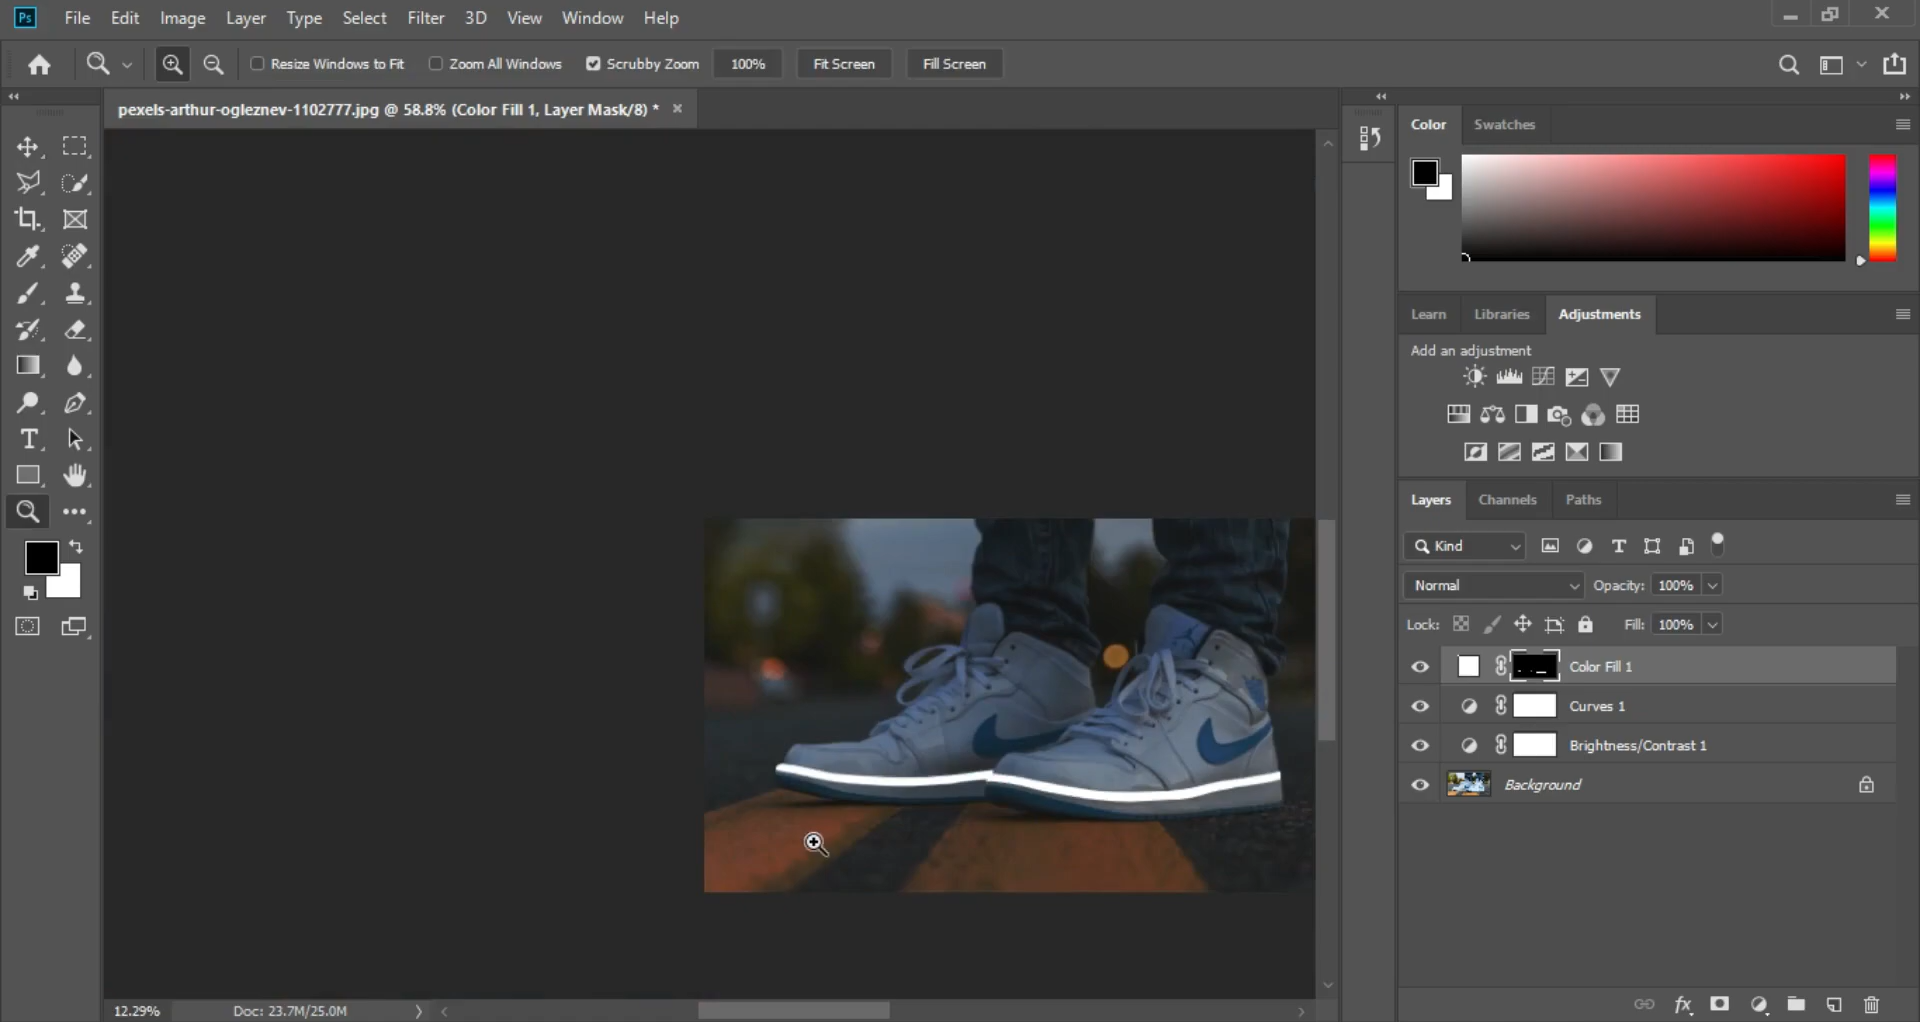 Ps File Edit Image Layer Type Select Filter 3D View Window Help
Resize Windows to Fit Zoom All Windows Scrubby Zoom 100% Fit Screen Fill Screen
pexels-arthur-ogleznev-1102777.jpg @ 58.8% (Color Fill 1, Layer Mask/8) *
Color Swatches
Learn Libraries Adjustments
Add an adjustment
Layers Channels Paths
Kind
Normal Opacity: 100%
Lock: Fill: 100%
Color Fill 1
Curves 1
Brightness/Contrast 1
Background
fx
12.29% Doc: 23.7M/25.0M